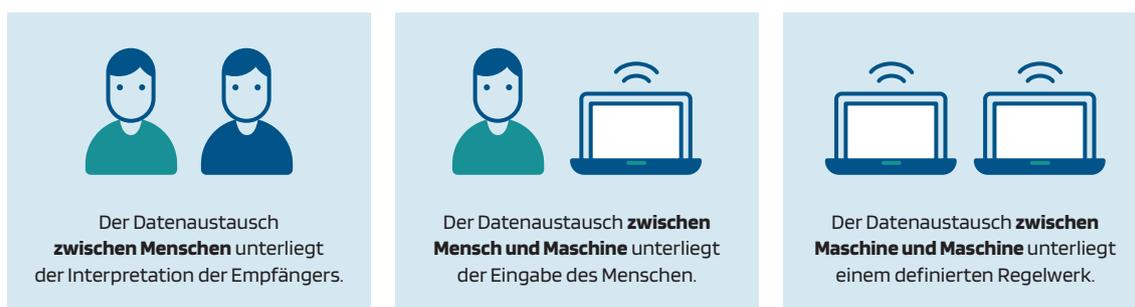 Der Datenaustausch
zwischen Menschen unterliegt
der Interpretation der Empfängers.
Der Datenaustausch zwischen
Mensch und Maschine unterliegt
der Eingabe des Menschen.
Der Datenaustausch zwischen
Maschine und Maschine unterliegt
einem definierten Regelwerk.